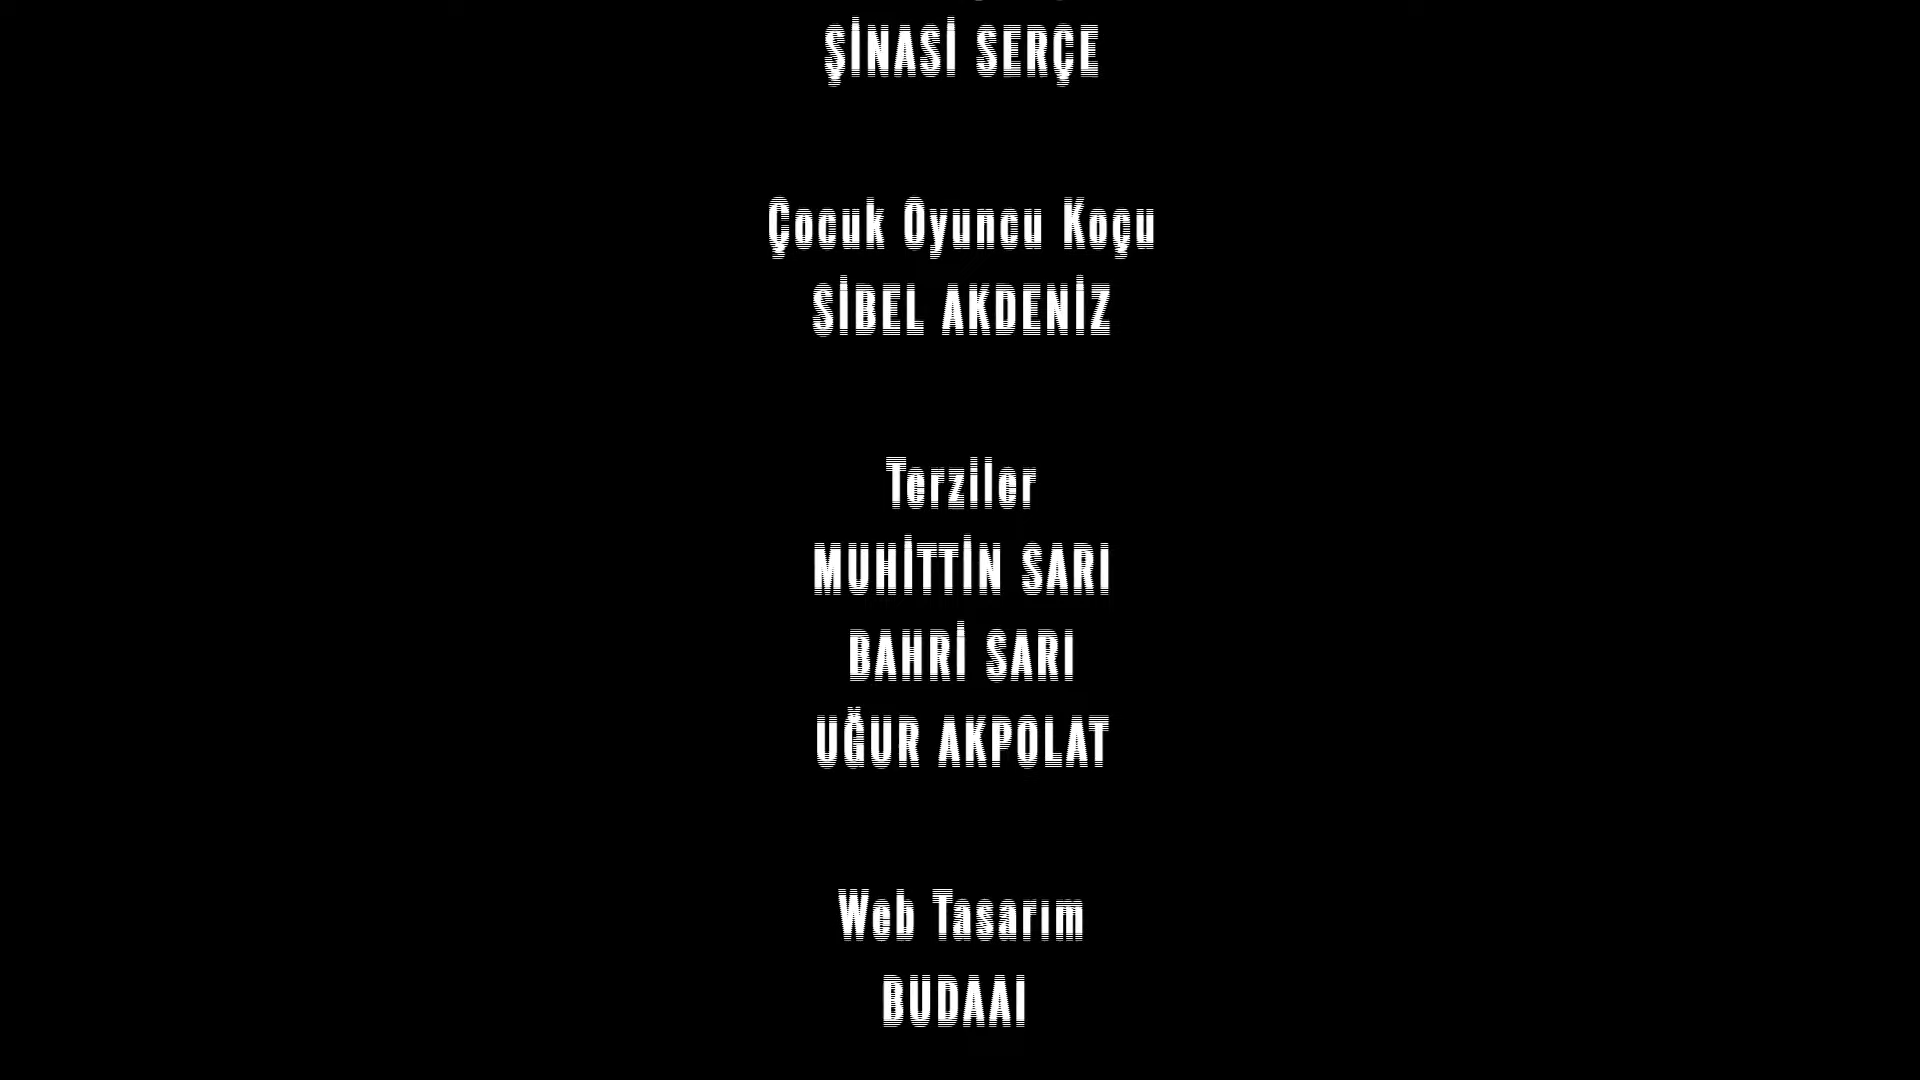 ŞİNASİ SERÇE
Çocuk Oyuncu Koçu
SİBEL AKDENİZ
Terziler
MUHİTTİN SARI
BAHRİ SARI
UĞUR AKPOLAT
Web Tasarım
BUDAAI